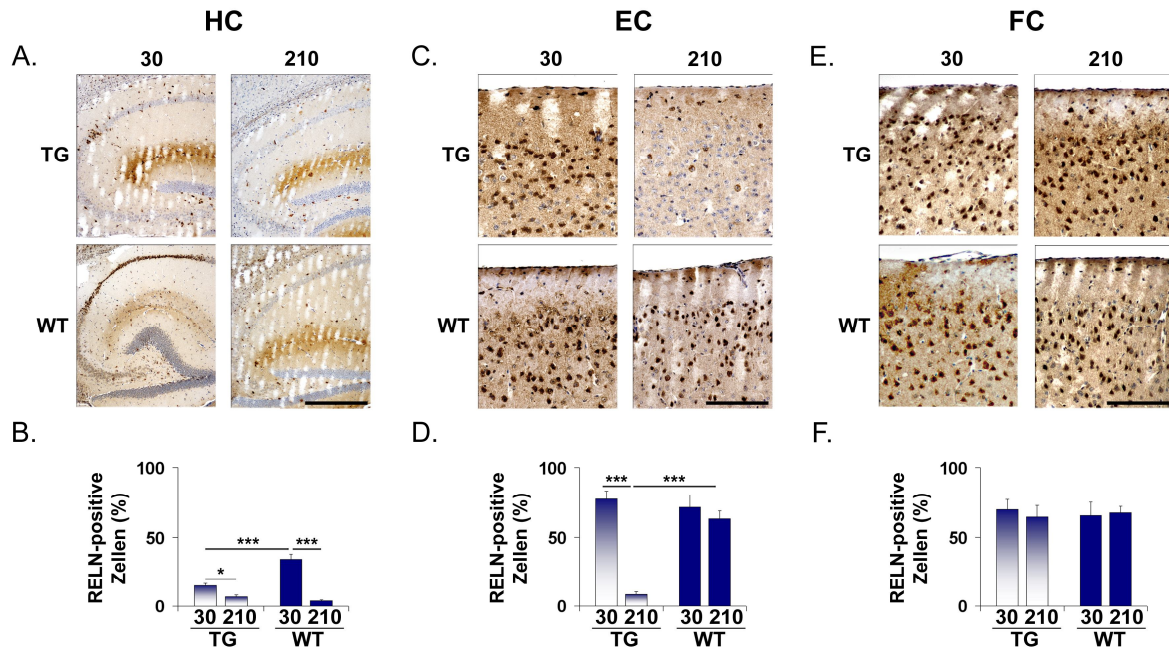 HC EC FC
A. C. E.
30 210 30 210 30 210
TG TG TG
WT WT WT
B. D. F.
RELN-positive
Zellen (%)
100
50
0
***
***
*
30 210 30 210
TG WT
RELN-positive
Zellen (%)
100
50
0
*** ***
30 210 30 210
TG WT
RELN-positive
Zellen (%)
100
50
0
30 210 30 210
TG WT